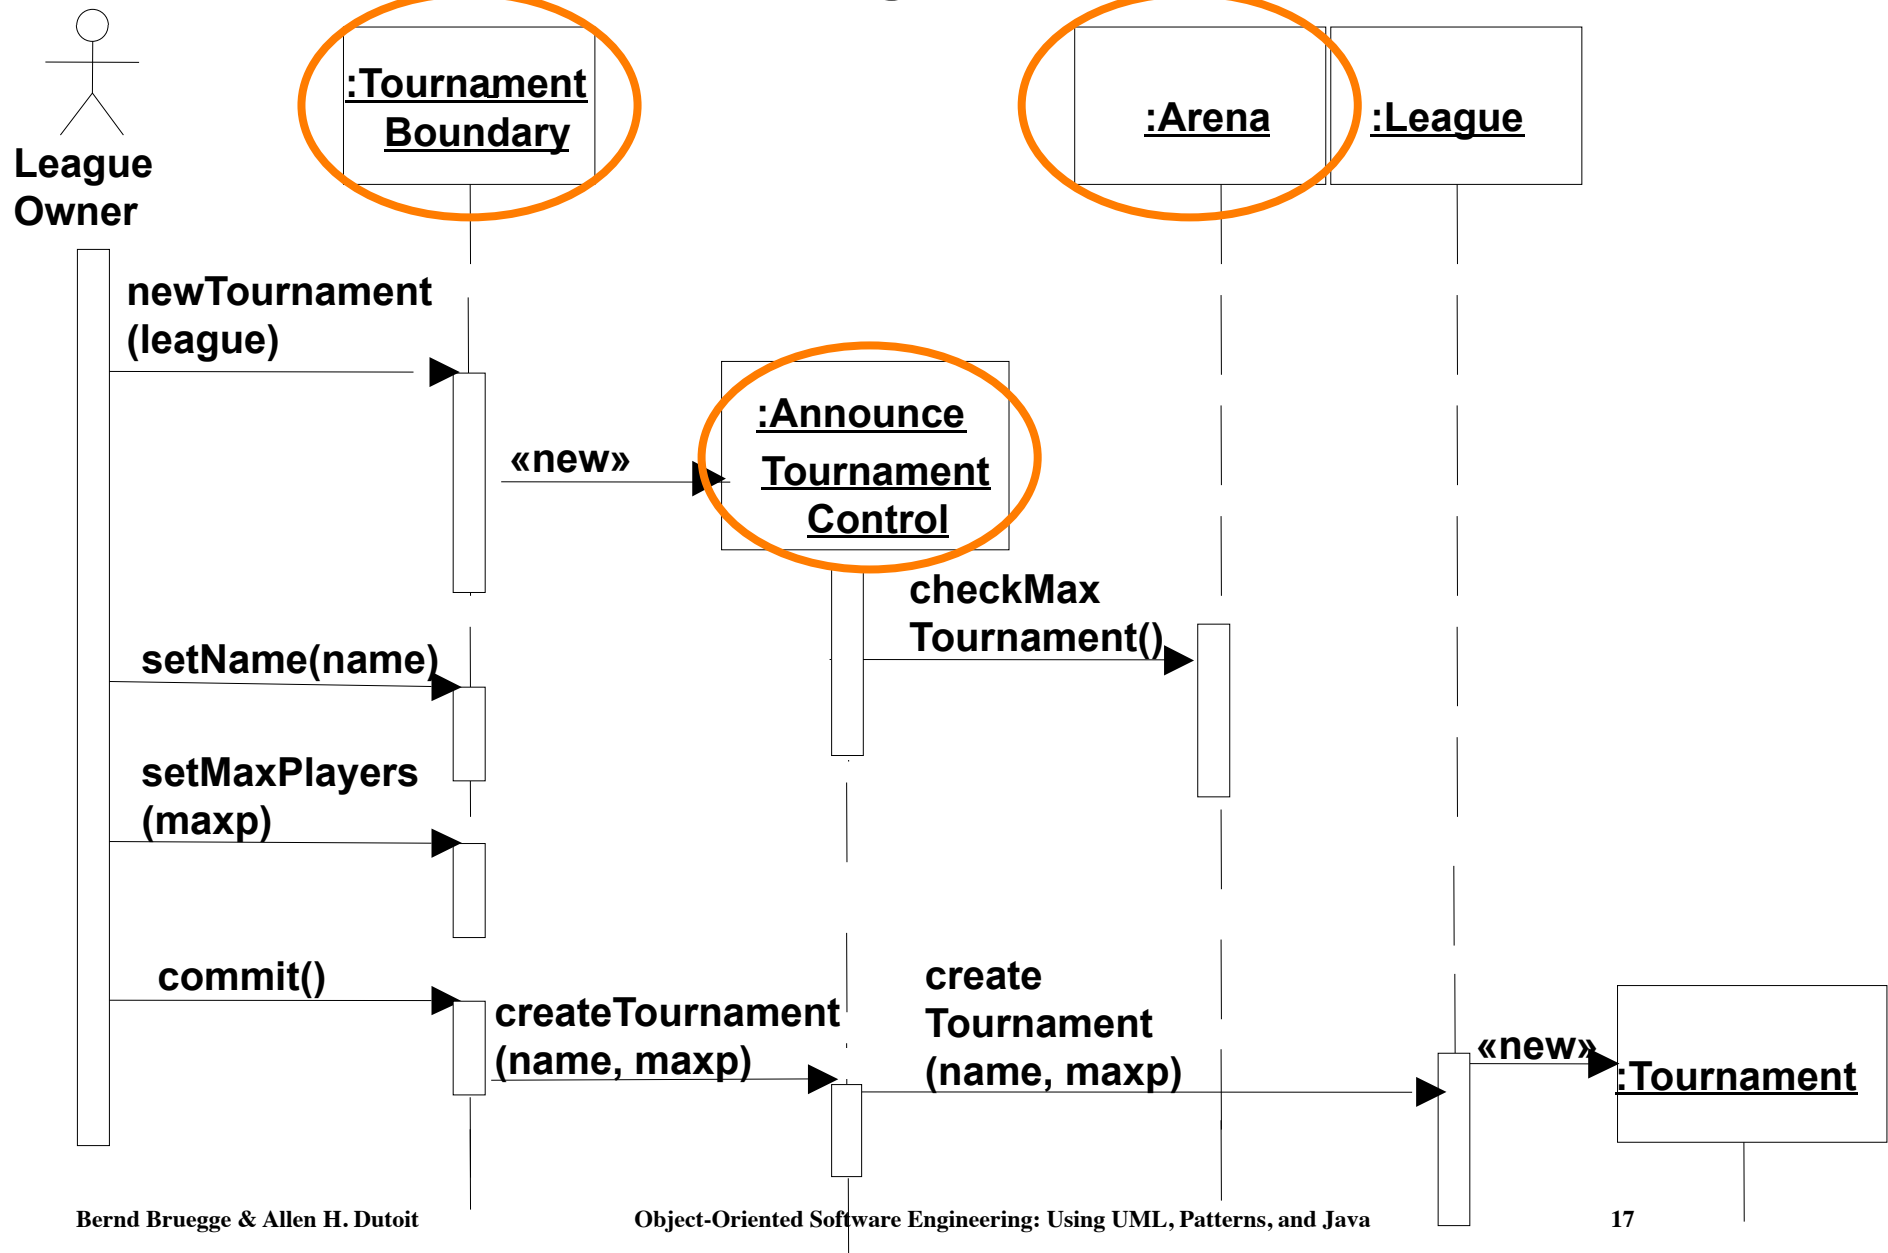 :Tournament
Boundary
:Arena
:League
League
Owner
newTournament
(league)
:Announce
Tournament
Control
«new»
checkMax
Tournament()
setName(name)
setMaxPlayers
(maxp)
commit()
createTournament
(name, maxp)
create
Tournament
(name, maxp)
«new»
:Tournament
Bernd Bruegge & Allen H. Dutoit
Object-Oriented Software Engineering: Using UML, Patterns, and Java
17